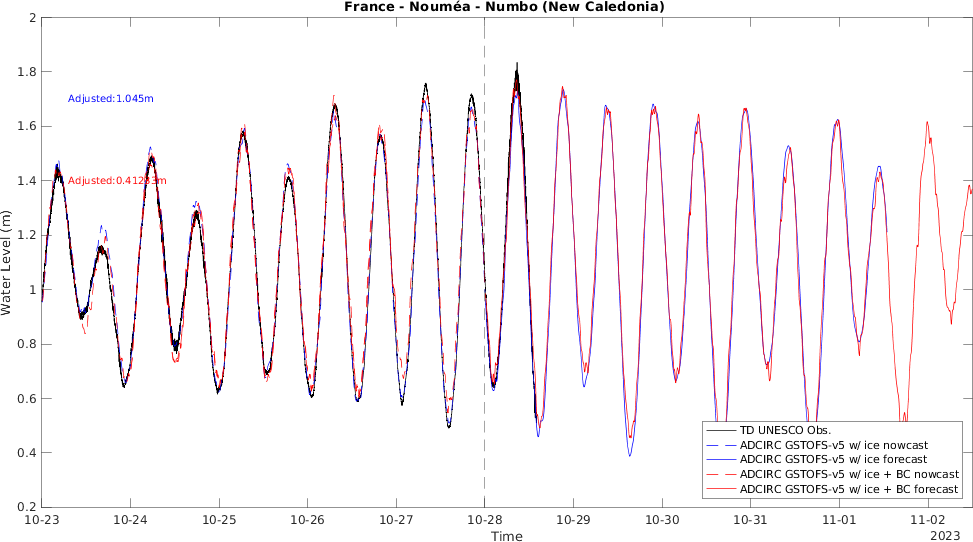 France - Nouméa - Numbo (New Caledonia)
2
1.8
1.6
1.4
1.2
1
0.8
0.6
0.4
0.2
Water Level (m)
Adjusted:1.045m
TD UNESCO Obs.
ADCIRC GSTOFS-v5 w/ ice nowcast
ADCIRC GSTOFS-v5 w/ ice forecast
ADCIRC GSTOFS-v5 w/ ice + BC nowcast
ADCIRC GSTOFS-v5 w/ ice + BC forecast
10-23 10-24 10-25 10-26 10-27 10-28 10-29 10-30 10-31 11-01 11-02
Time
2023